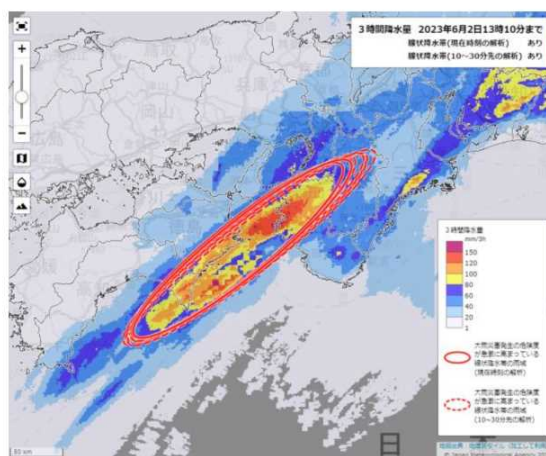 3時間降水量 2023年6月2日13時10分まで
線状降水帯(現在時刻の解析) あり
線状降水帯(10～30分先の解析) あり
+
−
3時間降水量
mm/3h
150
120
100
80
60
40
20
1
大雨災害発生の危険度
が急激に高まっている
線状降水帯の雨域
(現在時刻の解析)
大雨災害発生の危険度
が急激に高まっている
線状降水帯の雨域
(10～30分先の解析)
日
50 km